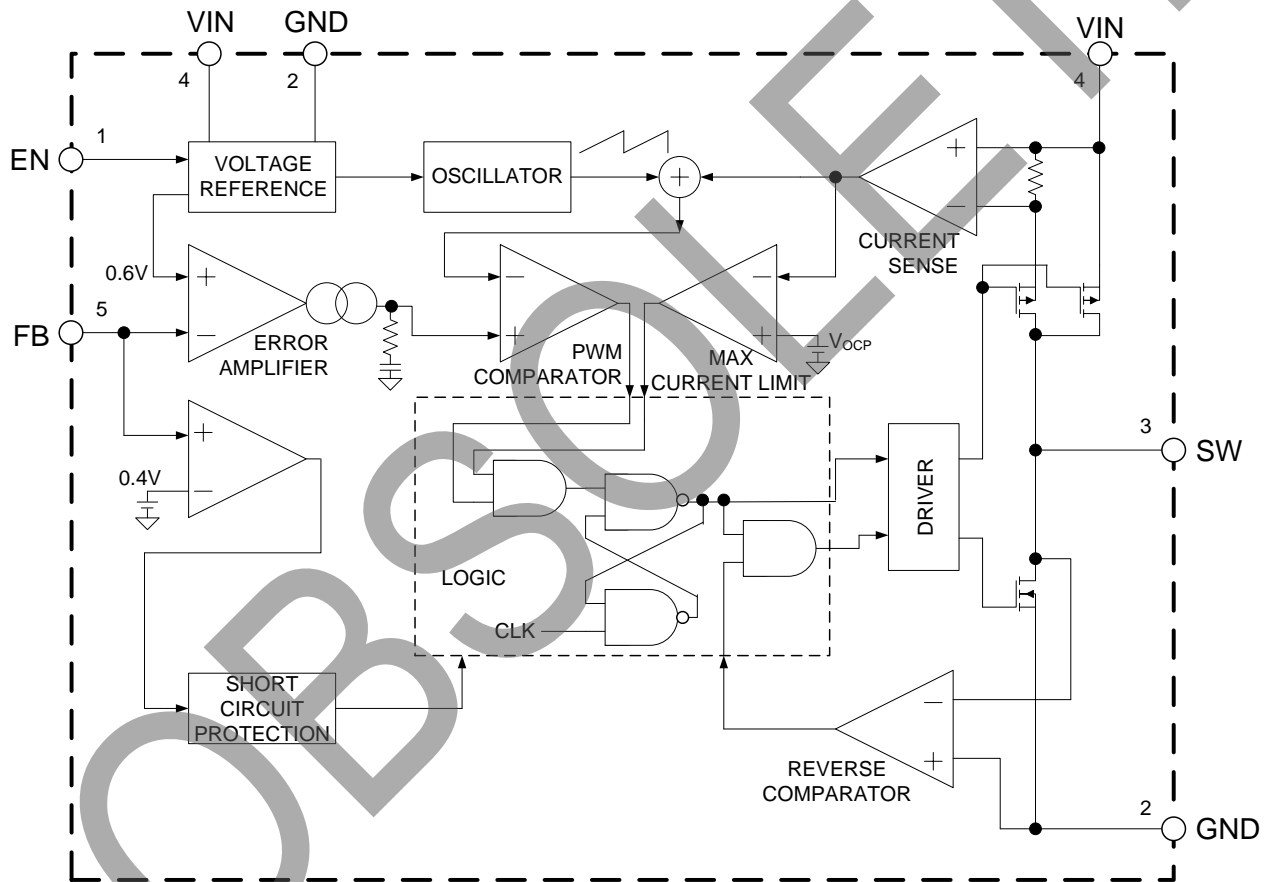 VIN
GND
VIN
4
2
4
1
EN
VOLTAGE
REFERENCE
OSCILLATOR
+
+
−
CURRENT
SENSE
0.6V
+
−
5
FB
ERROR
AMPLIFIER
−
+
PWM
COMPARATOR
−
+
VOCP
MAX
CURRENT LIMIT
+
−
0.4V
3
SW
DRIVER
LOGIC
CLK
SHORT
CIRCUIT
PROTECTION
−
+
REVERSE
COMPARATOR
2
GND
OBSOLETE